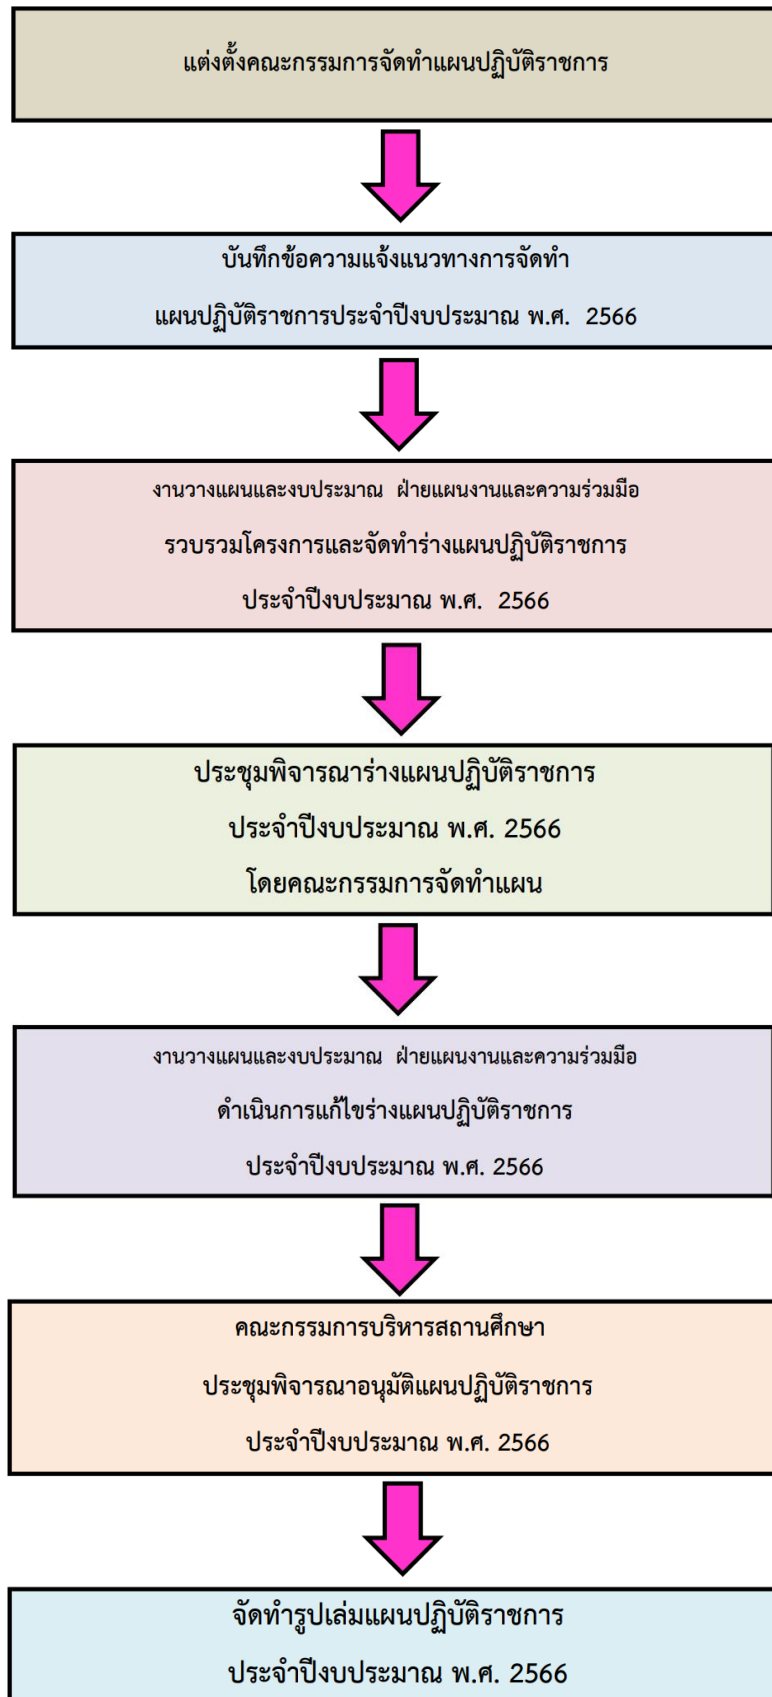 แต่งตั้งคณะกรรมการจัดทำแผนปฏิบัติราชการ
บันทึกข้อความแจ้งแนวทางการจัดทำ
แผนปฏิบัติราชการประจำปีงบประมาณ พ.ศ. 2566
งานวางแผนและงบประมาณ ฝ่ายแผนงานและความร่วมมือ
รวบรวมโครงการและจัดทำร่างแผนปฏิบัติราชการ
ประจำปีงบประมาณ พ.ศ. 2566
ประชุมพิจารณาร่างแผนปฏิบัติราชการ
ประจำปีงบประมาณ พ.ศ. 2566
โดยคณะกรรมการจัดทำแผน
งานวางแผนและงบประมาณ ฝ่ายแผนงานและความร่วมมือ
ดำเนินการแก้ไขร่างแผนปฏิบัติราชการ
ประจำปีงบประมาณ พ.ศ. 2566
คณะกรรมการบริหารสถานศึกษา
ประชุมพิจารณาอนุมัติแผนปฏิบัติราชการ
ประจำปีงบประมาณ พ.ศ. 2566
จัดทำรูปเล่มแผนปฏิบัติราชการ
ประจำปีงบประมาณ พ.ศ. 2566